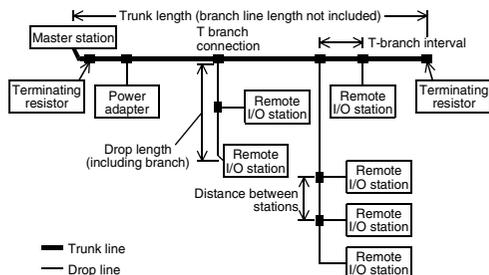 Trunk length (branch line length not included)
Master station
T branch
connection
T-branch interval
Terminating
resistor
Power
adapter
Remote
I/O station
Remote
I/O station
Terminating
resistor
Drop length
(including branch)
Remote
I/O station
Distance between
stations
Remote
I/O station
Remote
I/O station
Remote
I/O station
Trunk line
Drop line